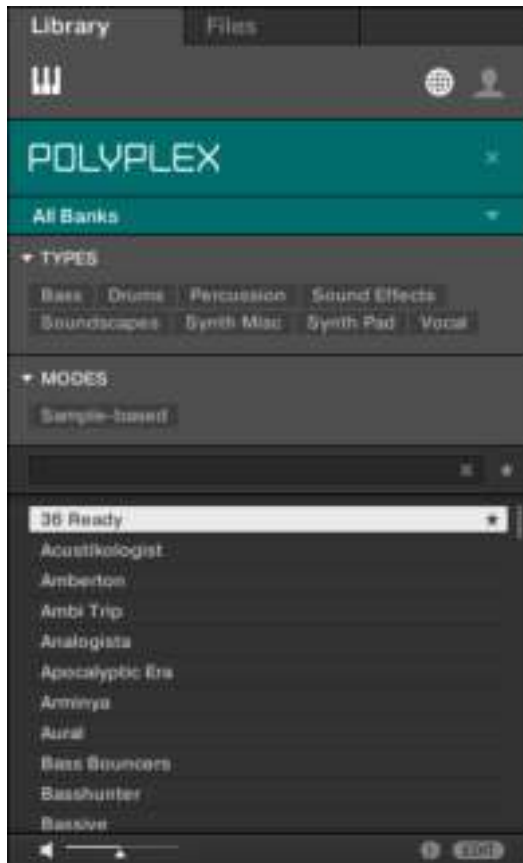 Library Files
POLYPLEX
All Banks
TYPES
Bass Drums Percussion Sound Effects
Soundscapes Synth Misc Synth Pad Vocal
MODES
Sample-based
36 Ready
Acustikologist
Amberton
Ambi Trip
Analogista
Apocalyptic Era
Arminya
Aural
Bass Bouncers
Basshunter
Bassive
EDIT